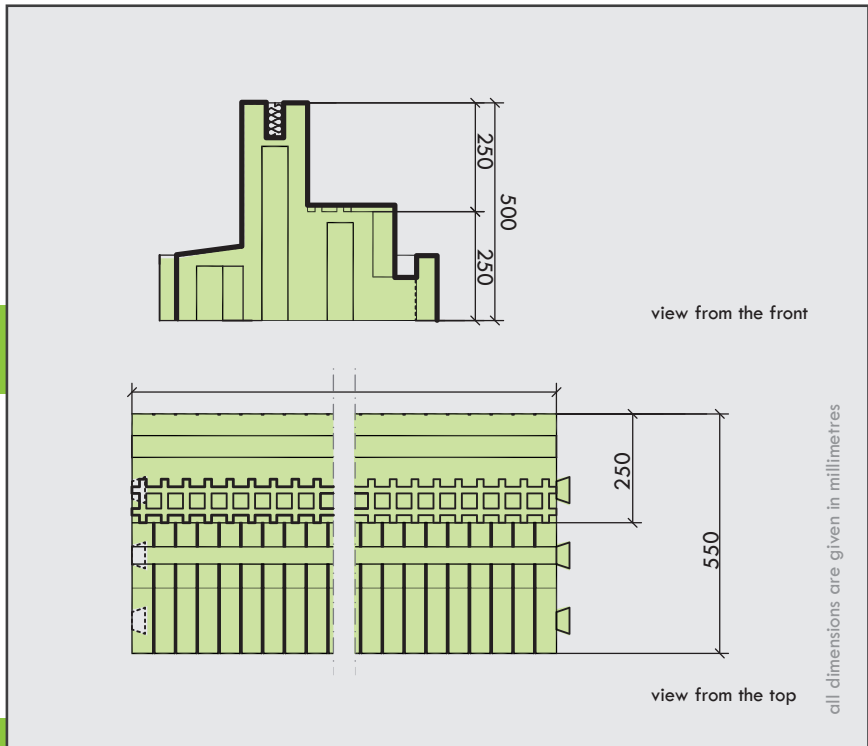 250
500
250
view from the front
250
550
all dimensions are given in millimetres
view from the top